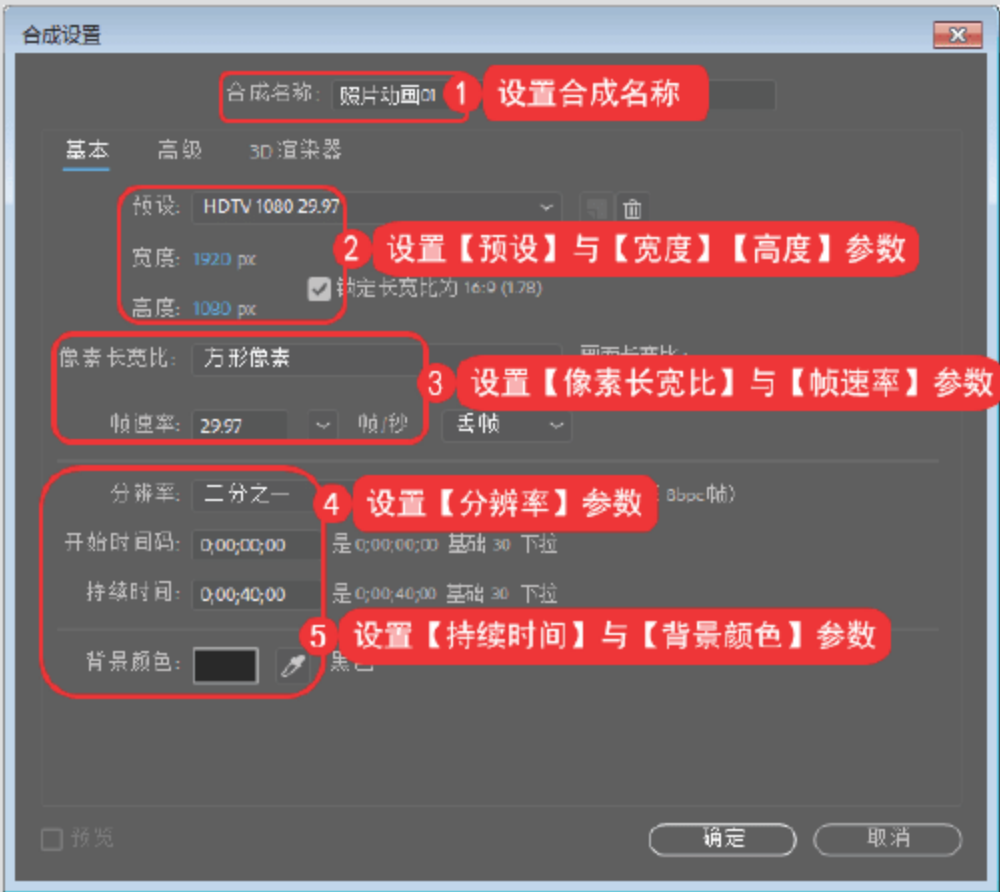 合成设置
合成名称: 照片动画01 1 设置合成名称
基本 高级 3D 渲染器
预设: HDTV 1080 29.97
2 设置【预设】与【宽度】【高度】参数
宽度: 1920 px
锁定长宽比为 16:9 (1.78)
高度: 1080 px
像素长宽比: 方形像素 画面长宽比:
3 设置【像素长宽比】与【帧速率】参数
帧速率: 29.97 帧/秒 丢帧
分辨率: 二分之一 8bpc帧)
4 设置【分辨率】参数
开始时间码: 0;00;00;00 是 0;00;00;00 基础 30 下拉
持续时间: 0;00;40;00 是 0;00;40;00 基础 30 下拉
5 设置【持续时间】与【背景颜色】参数
背景颜色: 黑色
预览 确定 取消